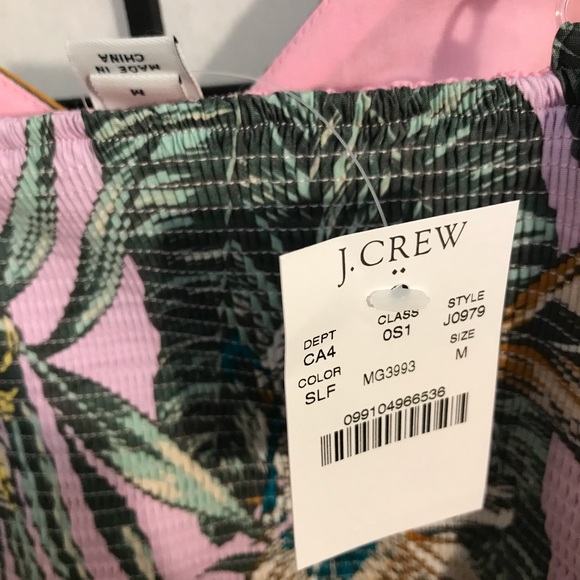 MADE IN
CHINA
M
J.CREW
DEPT CLASS STYLE
CA4 0S1 J0979
COLOR MG3993 SIZE
SLF M
099104966536